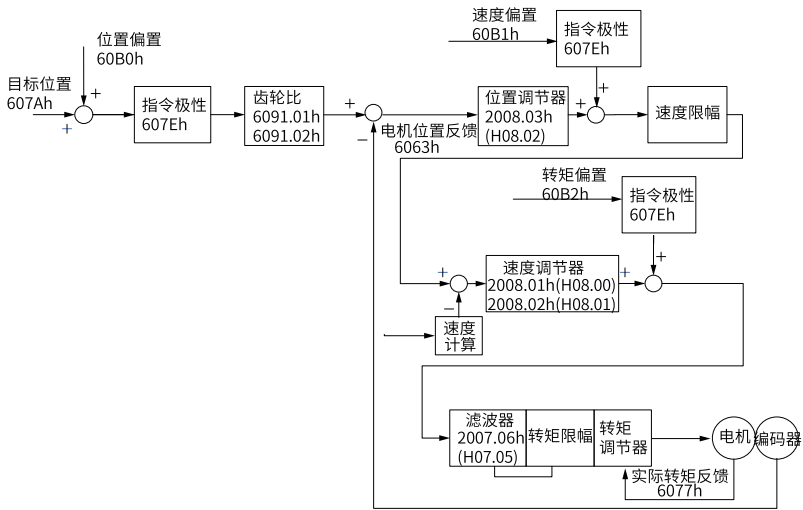 速度偏置
60B1h
指令极性
607Eh
位置偏置
60B0h
目标位置
607Ah
+
+
指令极性
607Eh
齿轮比
6091.01h
6091.02h
+
−
电机位置反馈
6063h
位置调节器
2008.03h
(H08.02)
+
+
速度限幅
转矩偏置
60B2h
指令极性
607Eh
+
−
速度调节器
2008.01h(H08.00)
2008.02h(H08.01)
+
+
速度
计算
滤波器
2007.06h
(H07.05)
转矩限幅
转矩
调节器
电机
编码器
实际转矩反馈
6077h